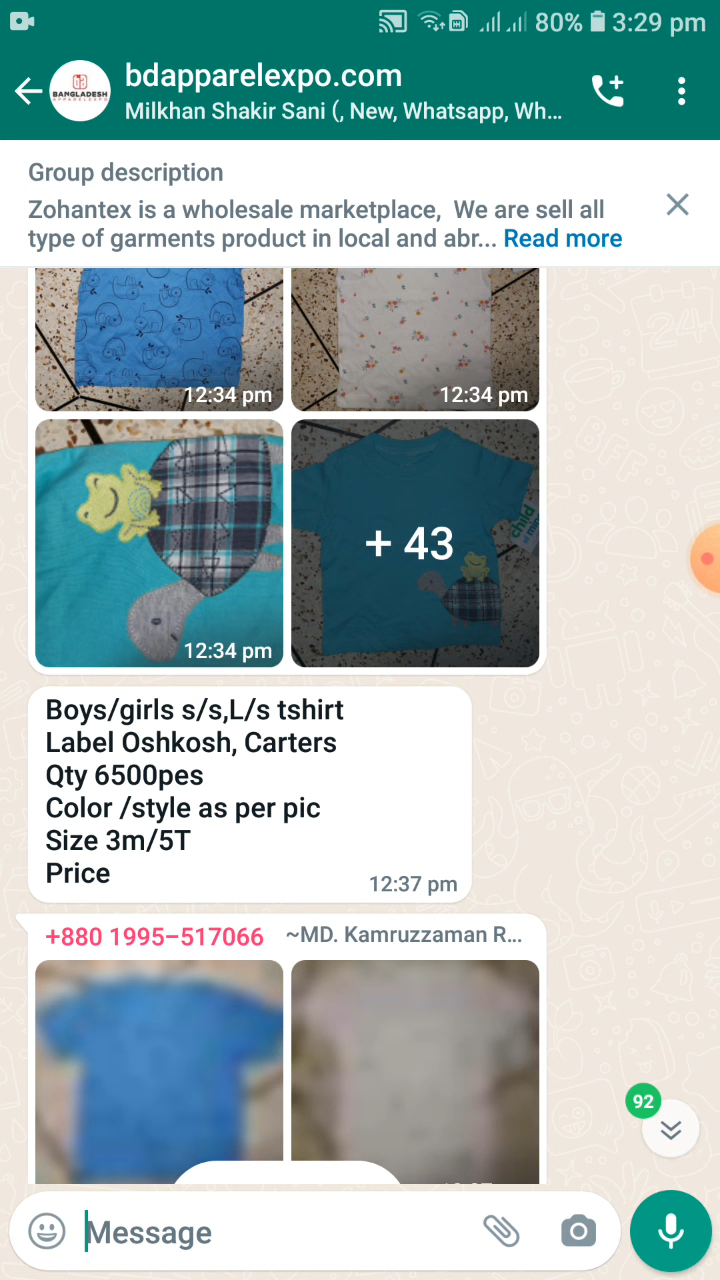 80% 3:29 pm
bdapparelexpo.com
BANGLADESH
APPARELEXPO
Milkhan Shakir Sani (, New, Whatsapp, Wh...
Group description
Zohantex is a wholesale marketplace,  We are sell all
type of garments product in local and abr... Read more
12:34 pm
12:34 pm
12:34 pm
+ 43
child
Boys/girls s/s,L/s tshirt
Label Oshkosh, Carters
Qty 6500pes
Color /style as per pic
Size 3m/5T
Price
12:37 pm
+880 1995-517066 ~MD. Kamruzzaman R...
92
Message